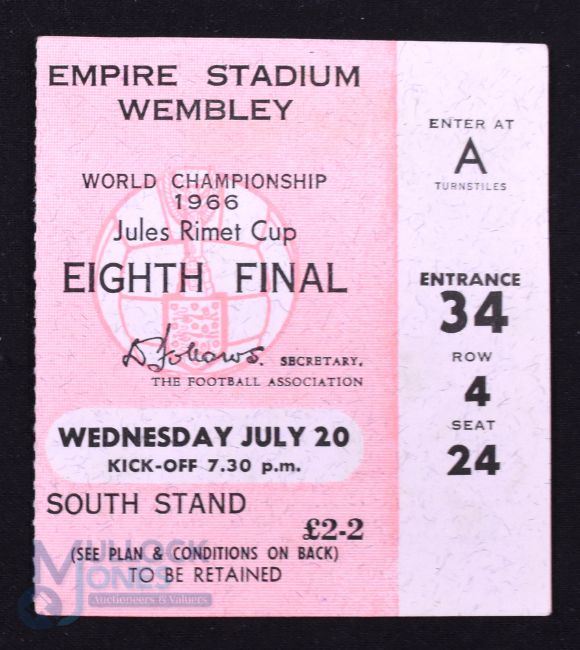 EMPIRE STADIUM
WEMBLEY
WORLD CHAMPIONSHIP
1966
Jules Rimet Cup
EIGHTH FINAL
D Follows. SECRETARY,
THE FOOTBALL ASSOCIATION
WEDNESDAY JULY 20
KICK-OFF 7.30 p.m.
SOUTH STAND
£2-2
(SEE PLAN & CONDITIONS ON BACK)
TO BE RETAINED
ENTER AT
A
TURNSTILES
ENTRANCE
34
ROW
4
SEAT
24
MULLOCK
JONES
Auctioneers & Valuers